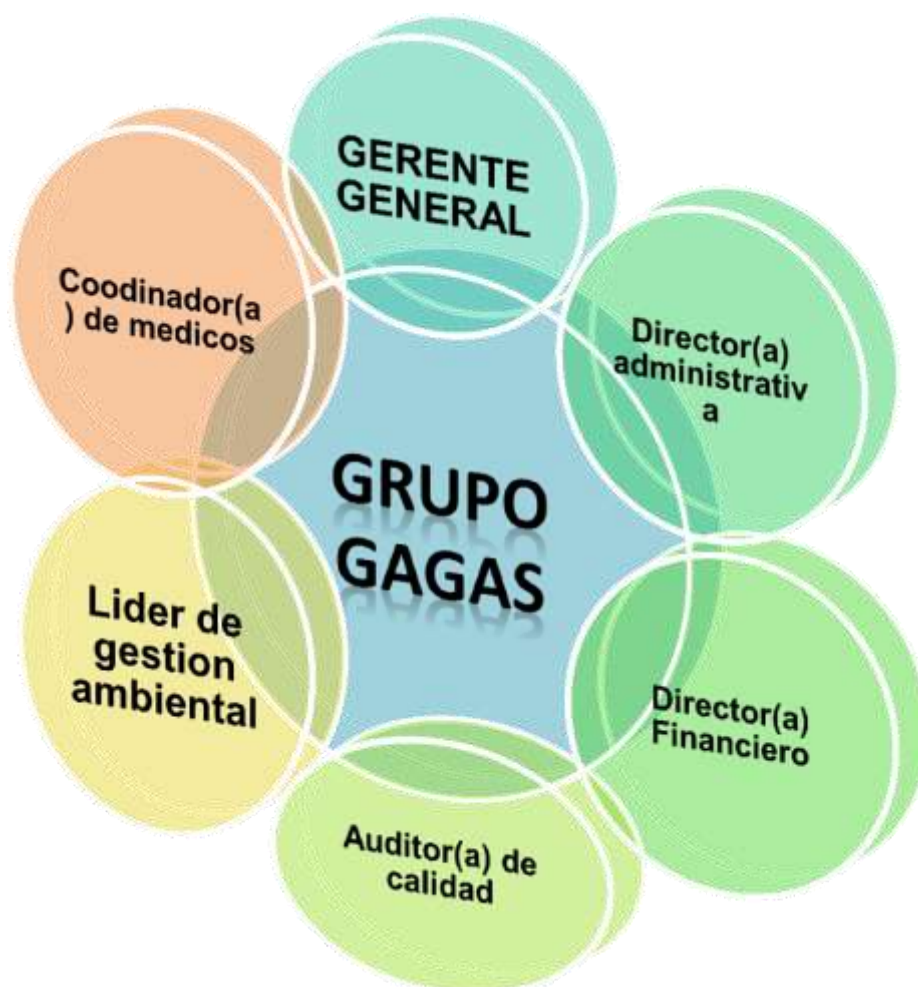 GERENTE
GENERAL
Director(a)
administrativ
a
Director(a)
Financiero
Auditor(a) de
calidad
Lider de
gestion
ambiental
Coodinador(a
) de medicos
GRUPO
GAGAS